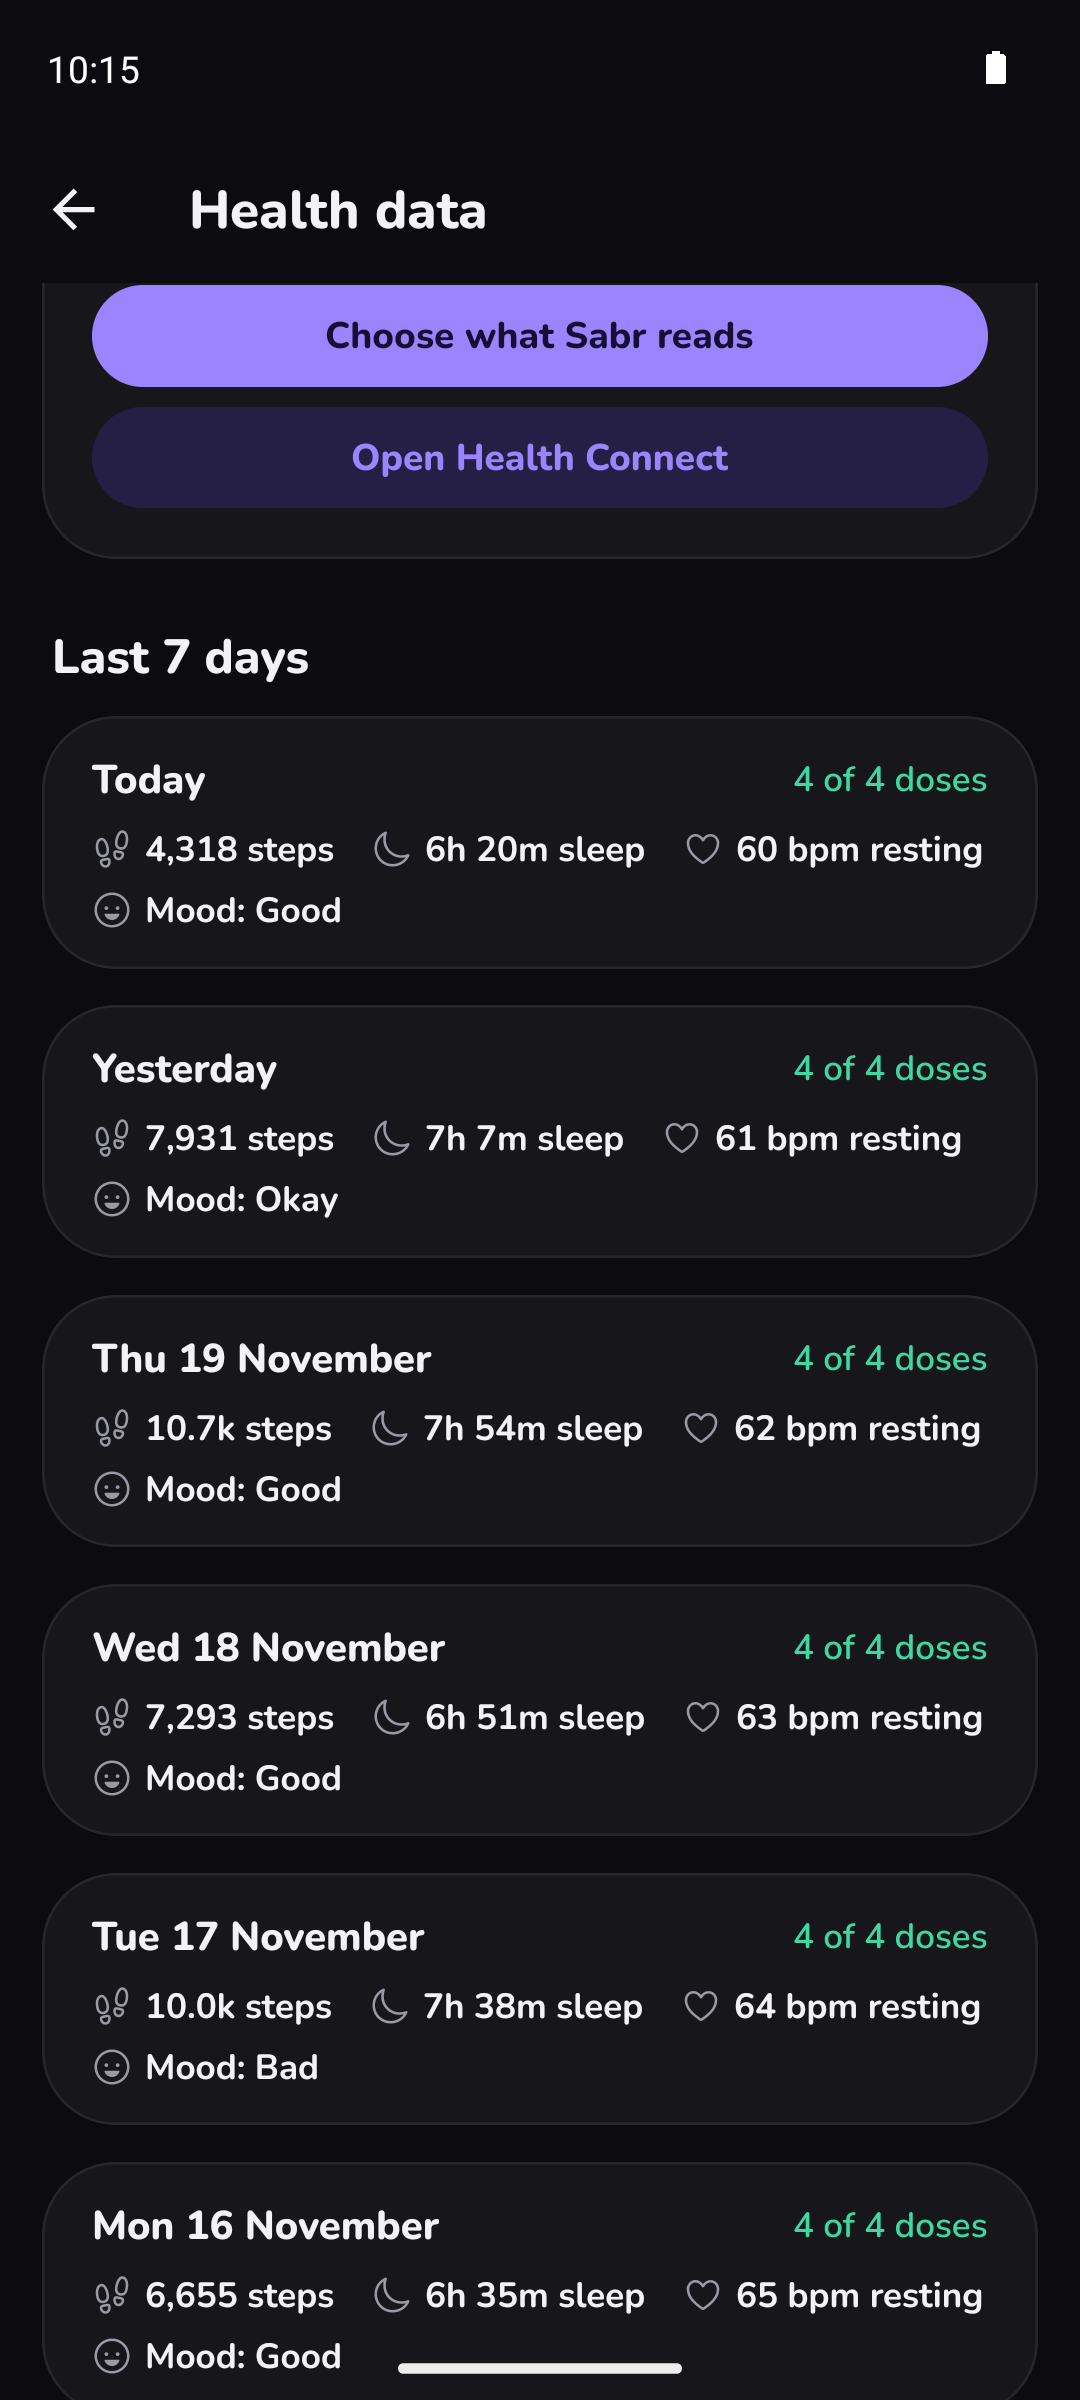 10:15
Health data
Choose what Sabr reads
Open Health Connect
Last 7 days
Today 4 of 4 doses
4,318 steps 6h 20m sleep 60 bpm resting
Mood: Good
Yesterday 4 of 4 doses
7,931 steps 7h 7m sleep 61 bpm resting
Mood: Okay
Thu 19 November 4 of 4 doses
10.7k steps 7h 54m sleep 62 bpm resting
Mood: Good
Wed 18 November 4 of 4 doses
7,293 steps 6h 51m sleep 63 bpm resting
Mood: Good
Tue 17 November 4 of 4 doses
10.0k steps 7h 38m sleep 64 bpm resting
Mood: Bad
Mon 16 November 4 of 4 doses
6,655 steps 6h 35m sleep 65 bpm resting
Mood: Good